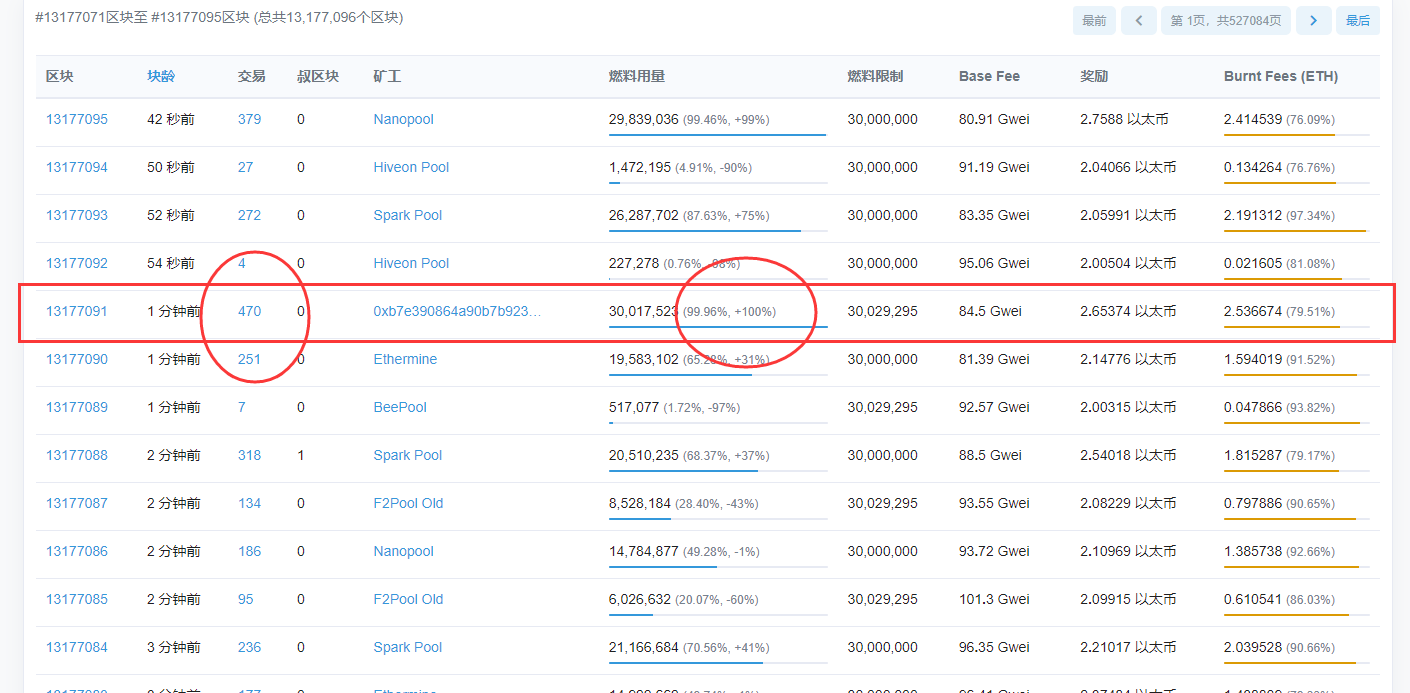 #13177071区块至 #13177095区块 (总共13,177,096个区块) 最前 第 1页，共527084页 最后
区块 块龄 交易 叔区块 矿工 燃料用量 燃料限制 Base Fee 奖励 Burnt Fees (ETH)
13177095 42 秒前 379 0 Nanopool 29,839,036 (99.46%, +99%) 30,000,000 80.91 Gwei 2.7588 以太币 2.414539 (76.09%)
13177094 50 秒前 27 0 Hiveon Pool 1,472,195 (4.91%, -90%) 30,000,000 91.19 Gwei 2.04066 以太币 0.134264 (76.76%)
13177093 52 秒前 272 0 Spark Pool 26,287,702 (87.63%, +75%) 30,000,000 83.35 Gwei 2.05991 以太币 2.191312 (97.34%)
13177092 54 秒前 4 0 Hiveon Pool 227,278 (0.76%, -98%) 30,000,000 95.06 Gwei 2.00504 以太币 0.021605 (81.08%)
13177091 1 分钟前 470 0 0xb7e390864a90b7b923... 30,017,523 (99.96%, +100%) 30,029,295 84.5 Gwei 2.65374 以太币 2.536674 (79.51%)
13177090 1 分钟前 251 0 Ethermine 19,583,102 (65.28%, +31%) 30,000,000 81.39 Gwei 2.14776 以太币 1.594019 (91.52%)
13177089 1 分钟前 7 0 BeePool 517,077 (1.72%, -97%) 30,029,295 92.57 Gwei 2.00315 以太币 0.047866 (93.82%)
13177088 2 分钟前 318 1 Spark Pool 20,510,235 (68.37%, +37%) 30,000,000 88.5 Gwei 2.54018 以太币 1.815287 (79.17%)
13177087 2 分钟前 134 0 F2Pool Old 8,528,184 (28.40%, -43%) 30,029,295 93.55 Gwei 2.08229 以太币 0.797886 (90.65%)
13177086 2 分钟前 186 0 Nanopool 14,784,877 (49.28%, -1%) 30,000,000 93.72 Gwei 2.10969 以太币 1.385738 (92.66%)
13177085 2 分钟前 95 0 F2Pool Old 6,026,632 (20.07%, -60%) 30,029,295 101.3 Gwei 2.09915 以太币 0.610541 (86.03%)
13177084 3 分钟前 236 0 Spark Pool 21,166,684 (70.56%, +41%) 30,000,000 96.35 Gwei 2.21017 以太币 2.039528 (90.66%)